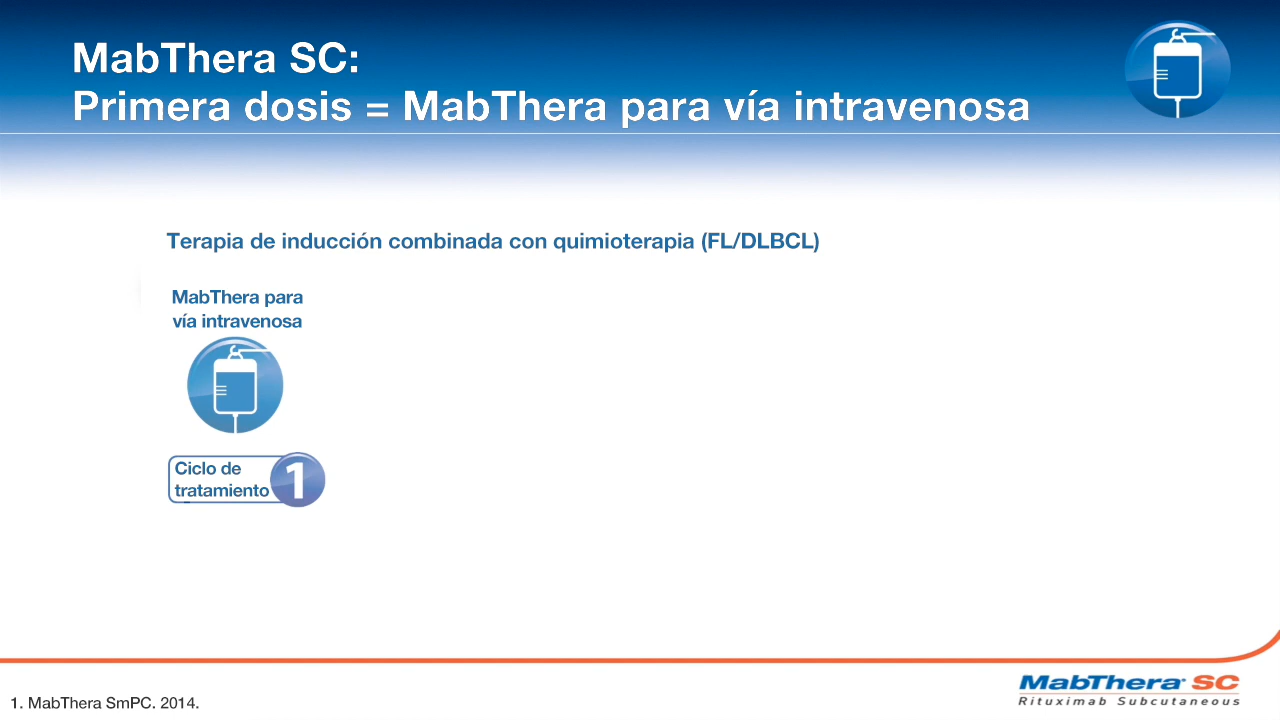 MabThera SC:
Primera dosis = MabThera para vía intravenosa
Terapia de inducción combinada con quimioterapia (FL/DLBCL)
MabThera para
vía intravenosa
Ciclo de
tratamiento 1
1. MabThera SmPC. 2014.
MabThera® SC
Rituximab Subcutaneous